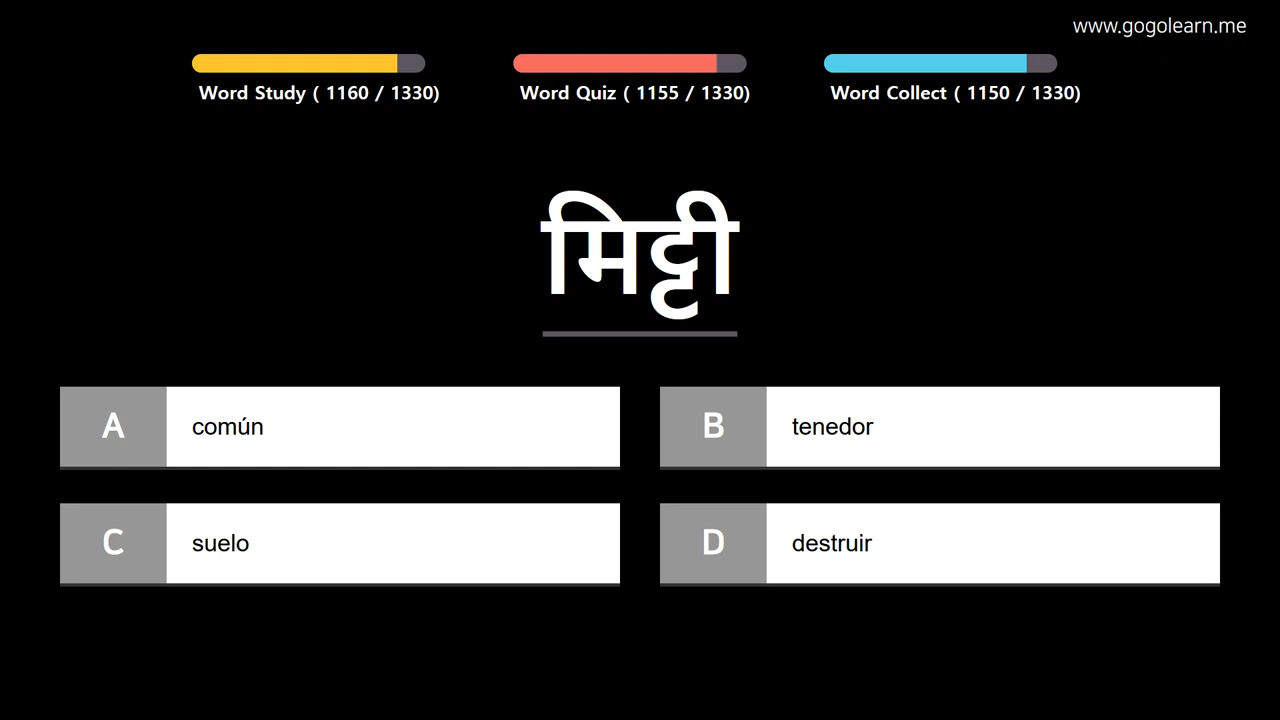 www.gogolearn.me
Word Study ( 1160 / 1330)
Word Quiz ( 1155 / 1330)
Word Collect ( 1150 / 1330)
मिट्टी
A
común
B
tenedor
C
suelo
D
destruir